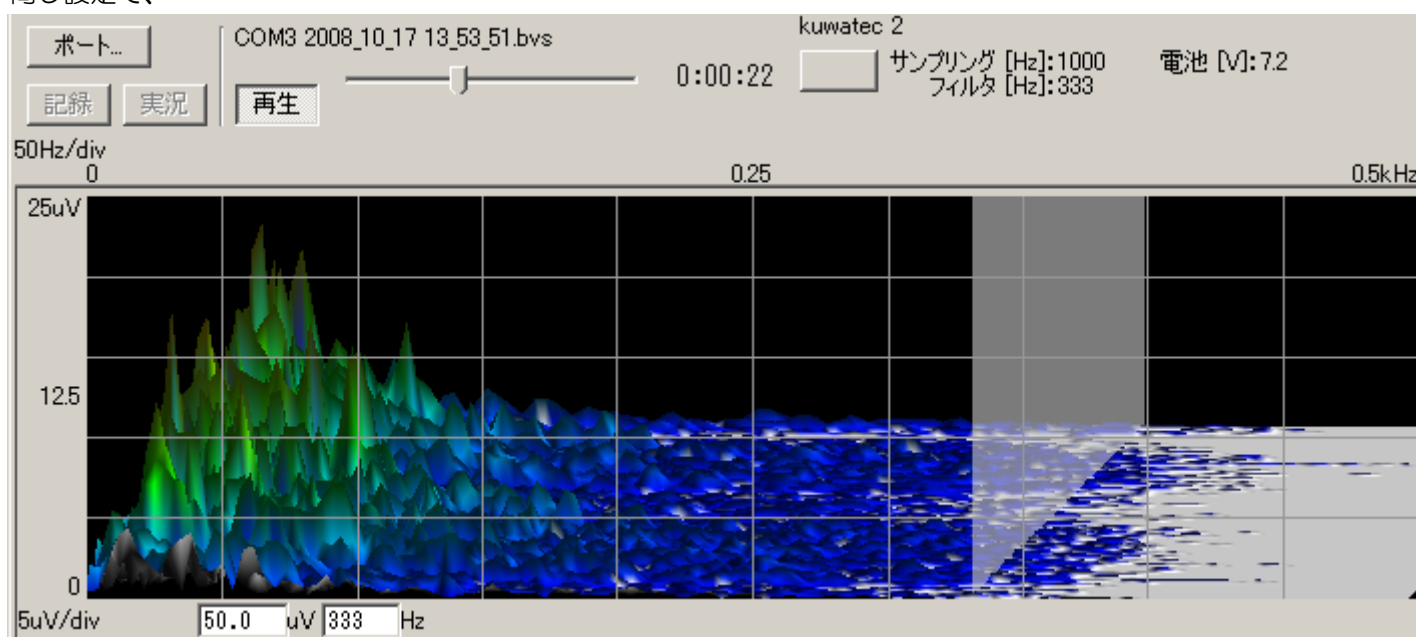 同じ設定で、
ポート...
COM3 2008_10_17 13_53_51.bvs
0:00:22
kuwatec 2
サンプリング [Hz]:1000
フィルタ [Hz]:333
電池 [V]:7.2
記録
実況
再生
50Hz/div
0
0.25
0.5kHz
25uV
12.5
0
5uV/div
50.0 uV 333 Hz